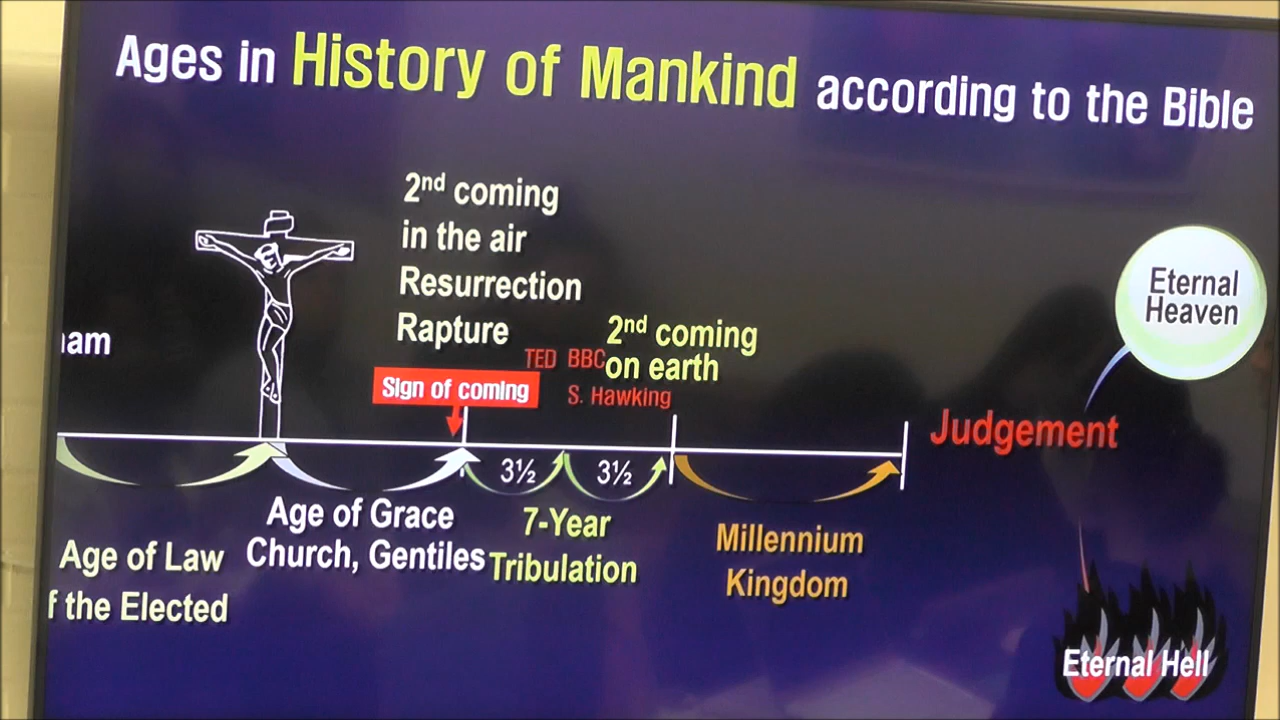 Ages in History of Mankind according to the Bible
2nd coming
in the air
Resurrection
Rapture
TED BBC
S. Hawking
2nd coming
on earth
Sign of coming
am
3½
3½
Age of Law
f the Elected
Age of Grace
Church, Gentiles
7-Year
Tribulation
Millennium
Kingdom
Judgement
Eternal
Heaven
Eternal Hell